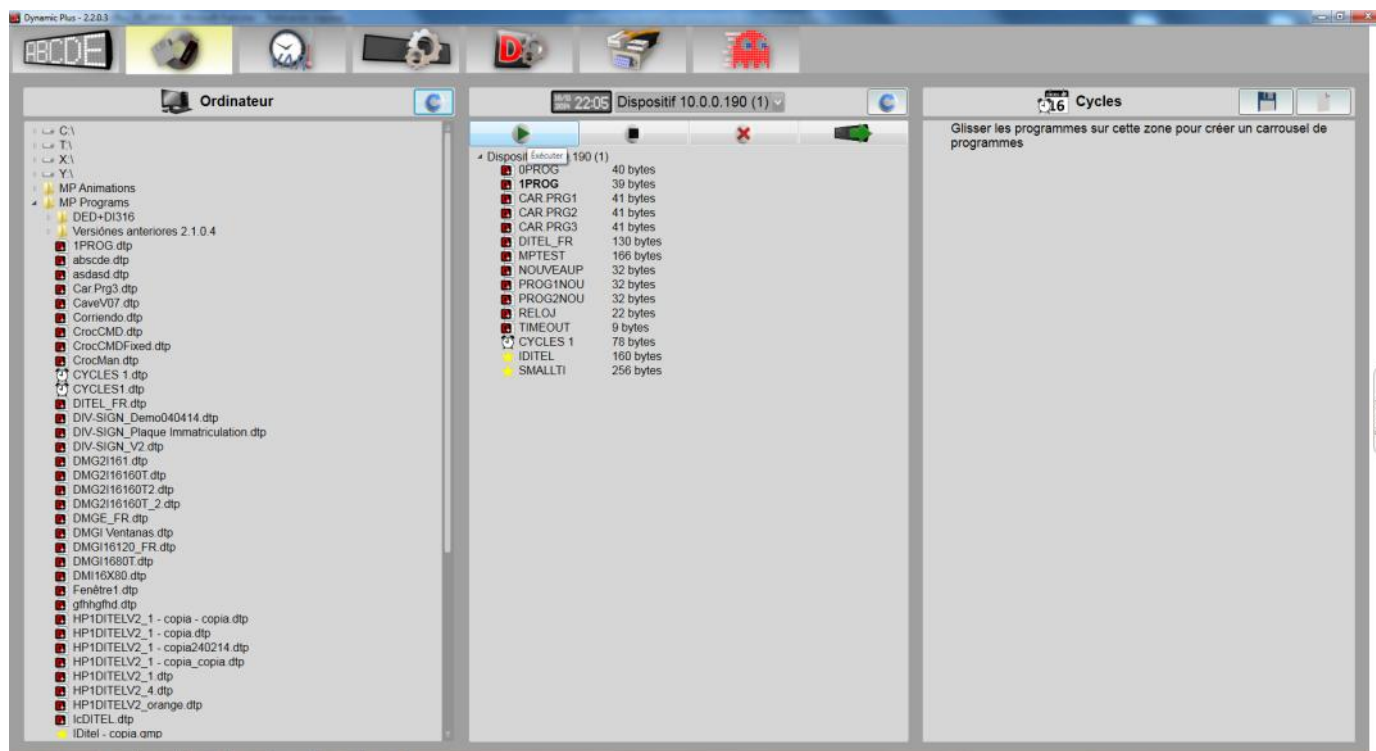 Dynamic Plus - 2.2.0.3
ABCDE
Ordinateur
22:05 Dispositif 10.0.0.190 (1)
16 Cycles
C:\
T:\
X:\
Y:\
MP Animations
MP Programs
DED+DI316
Versiónes anteriores 2.1.0.4
1PROG.dtp
abscde.dtp
asdasd.dtp
Car.Prg3.dtp
CaveV07.dtp
Corriendo.dtp
CrocCMD.dtp
CrocCMDFixed.dtp
CrocMan.dtp
CYCLES 1.dtp
CYCLES1.dtp
DITEL_FR.dtp
DIV-SIGN_Demo040414.dtp
DIV-SIGN_Plaque Immatriculation.dtp
DIV-SIGN_V2.dtp
DMG2I161.dtp
DMG2I16160T.dtp
DMG2I16160T2.dtp
DMG2I16160T_2.dtp
DMGE_FR.dtp
DMGI Ventanas.dtp
DMGI16120_FR.dtp
DMGI1680T.dtp
DMI16X80.dtp
Fenêtre1.dtp
gfhhgfhd.dtp
HP1DITELV2_1 - copia - copia.dtp
HP1DITELV2_1 - copia.dtp
HP1DITELV2_1 - copia240214.dtp
HP1DITELV2_1 - copia_copia.dtp
HP1DITELV2_1.dtp
HP1DITELV2_4.dtp
HP1DITELV2_orange.dtp
IcDITEL.dtp
IDitel - copia.gmp
Exécuter
190 (1)
0PROG 40 bytes
1PROG 39 bytes
CAR.PRG1 41 bytes
CAR.PRG2 41 bytes
CAR.PRG3 41 bytes
DITEL_FR 130 bytes
MPTEST 166 bytes
NOUVEAUP 32 bytes
PROG1NOU 32 bytes
PROG2NOU 32 bytes
RELOJ 22 bytes
TIMEOUT 9 bytes
CYCLES 1 78 bytes
IDITEL 160 bytes
SMALLTI 256 bytes
Glisser les programmes sur cette zone pour créer un carrousel de
programmes